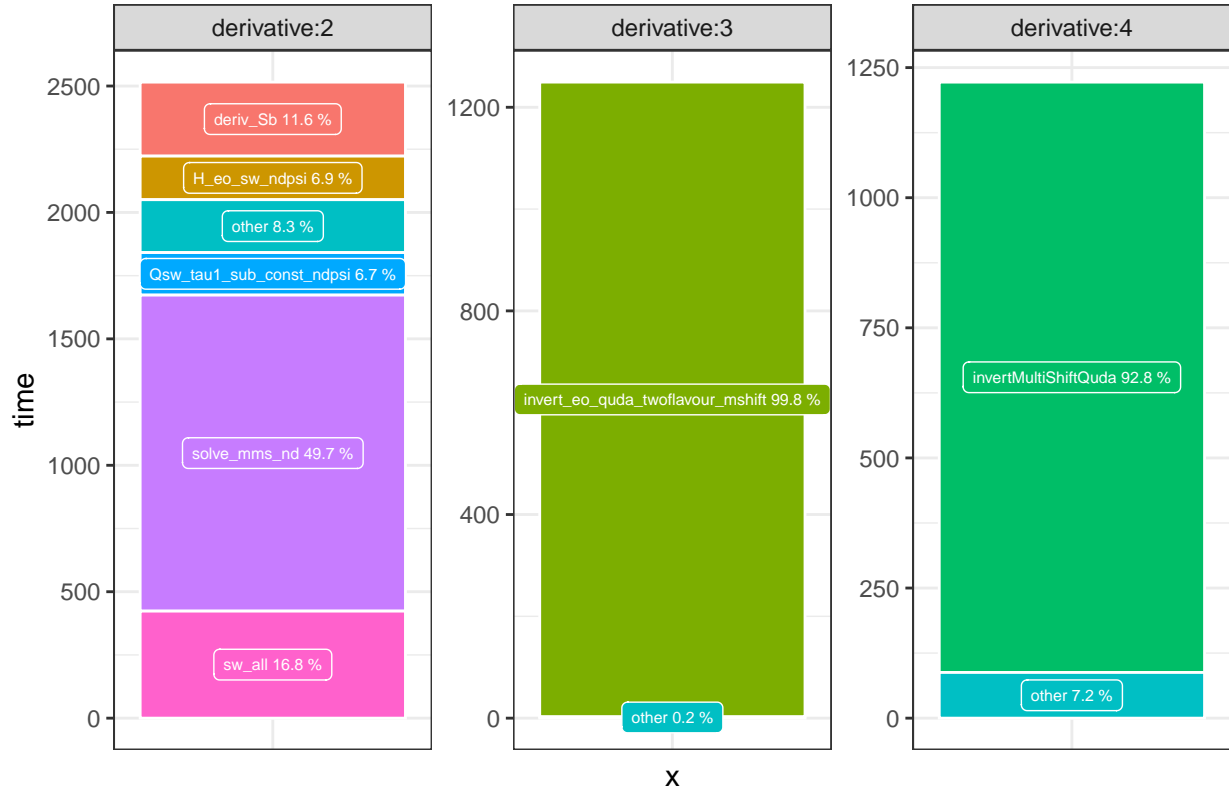 derivative:2
derivative:3
derivative:4
time
2500
2000
1500
1000
500
0
deriv_Sb 11.6 %
H_eo_sw_ndpsi 6.9 %
other 8.3 %
Qsw_tau1_sub_const_ndpsi 6.7 %
solve_mms_nd 49.7 %
sw_all 16.8 %
1200
800
400
0
invert_eo_quda_twoflavour_mshift 99.8 %
other 0.2 %
1250
1000
750
500
250
0
invertMultiShiftQuda 92.8 %
other 7.2 %
x